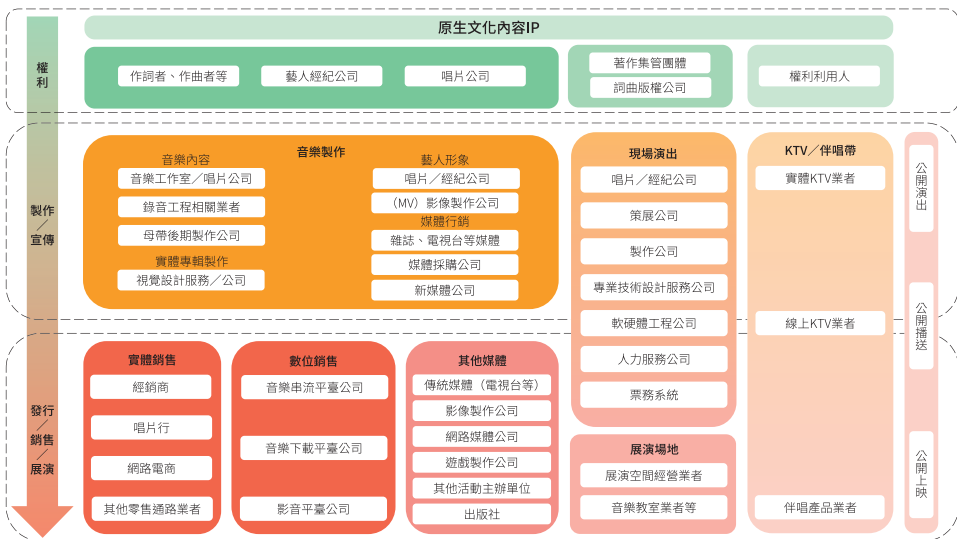 原生文化內容IP
權利
作詞者、作曲者等
藝人經紀公司
唱片公司
著作集管團體
詞曲版權公司
權利利用人
製作
／
宣傳
音樂製作
音樂內容
音樂工作室／唱片公司
錄音工程相關業者
母帶後期製作公司
實體專輯製作
視覺設計服務／公司
藝人形象
唱片／經紀公司
（MV）影像製作公司
媒體行銷
雜誌、電視台等媒體
媒體採購公司
新媒體公司
現場演出
唱片／經紀公司
策展公司
製作公司
專業技術設計服務公司
軟硬體工程公司
人力服務公司
票務系統
KTV／伴唱帶
實體KTV業者
線上KTV業者
伴唱產品業者
公開演出
公開播送
公開上映
發行
／
銷售
／
展演
實體銷售
經銷商
唱片行
網路電商
其他零售通路業者
數位銷售
音樂串流平臺公司
音樂下載平臺公司
影音平臺公司
其他媒體
傳統媒體（電視台等）
影像製作公司
網路媒體公司
遊戲製作公司
其他活動主辦單位
出版社
展演場地
展演空間經營業者
音樂教室業者等